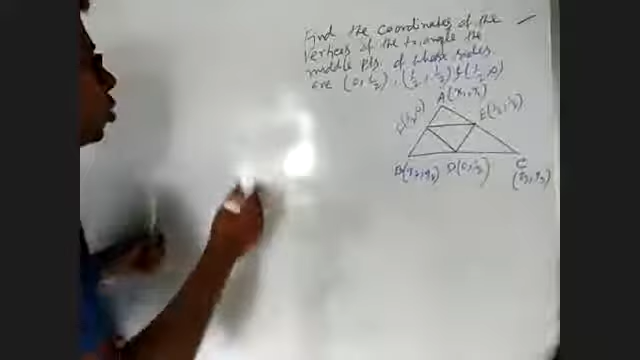 Find the coordinates of the
vertices of the triangle the
middle pts. of whose sides
are (0, 1/2), (1/2, 1/2) & (1/2, 0)
A(x₁, y₁)
F(1/2, 0)
E(1/2, 1/2)
B(x₂, y₂) D(0, 1/2) C
(x₃, y₃)